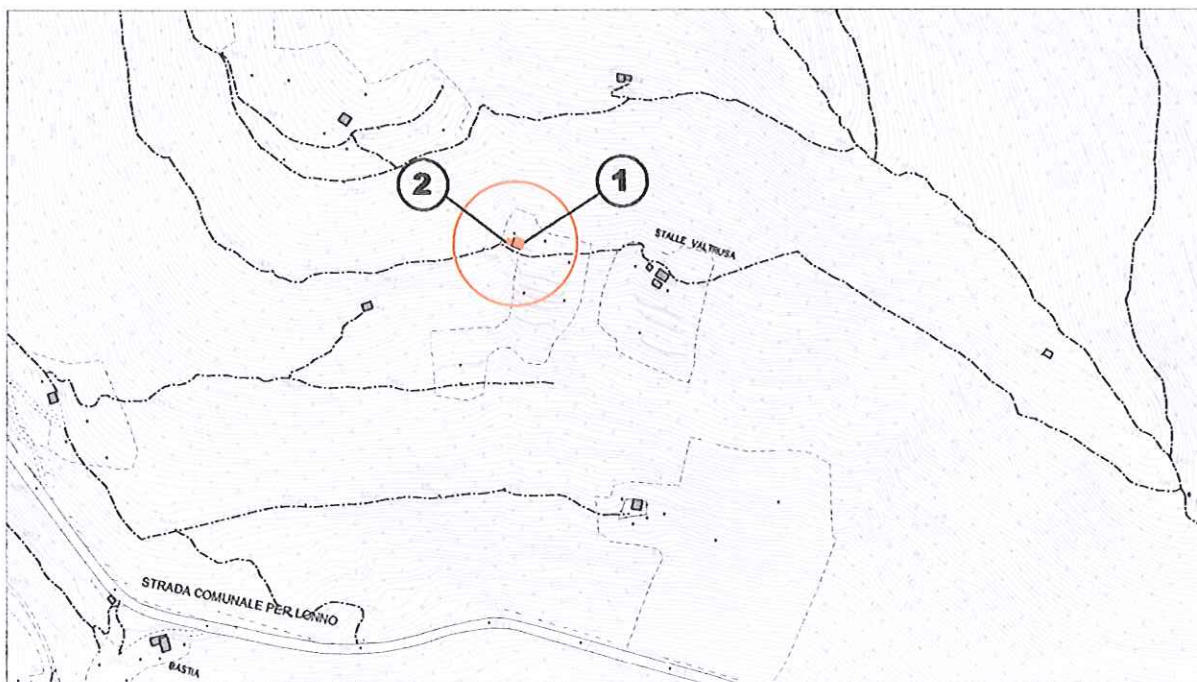 2
1
STALLE VALTRUSA
STRADA COMUNALE PER LONNO
BASTIA